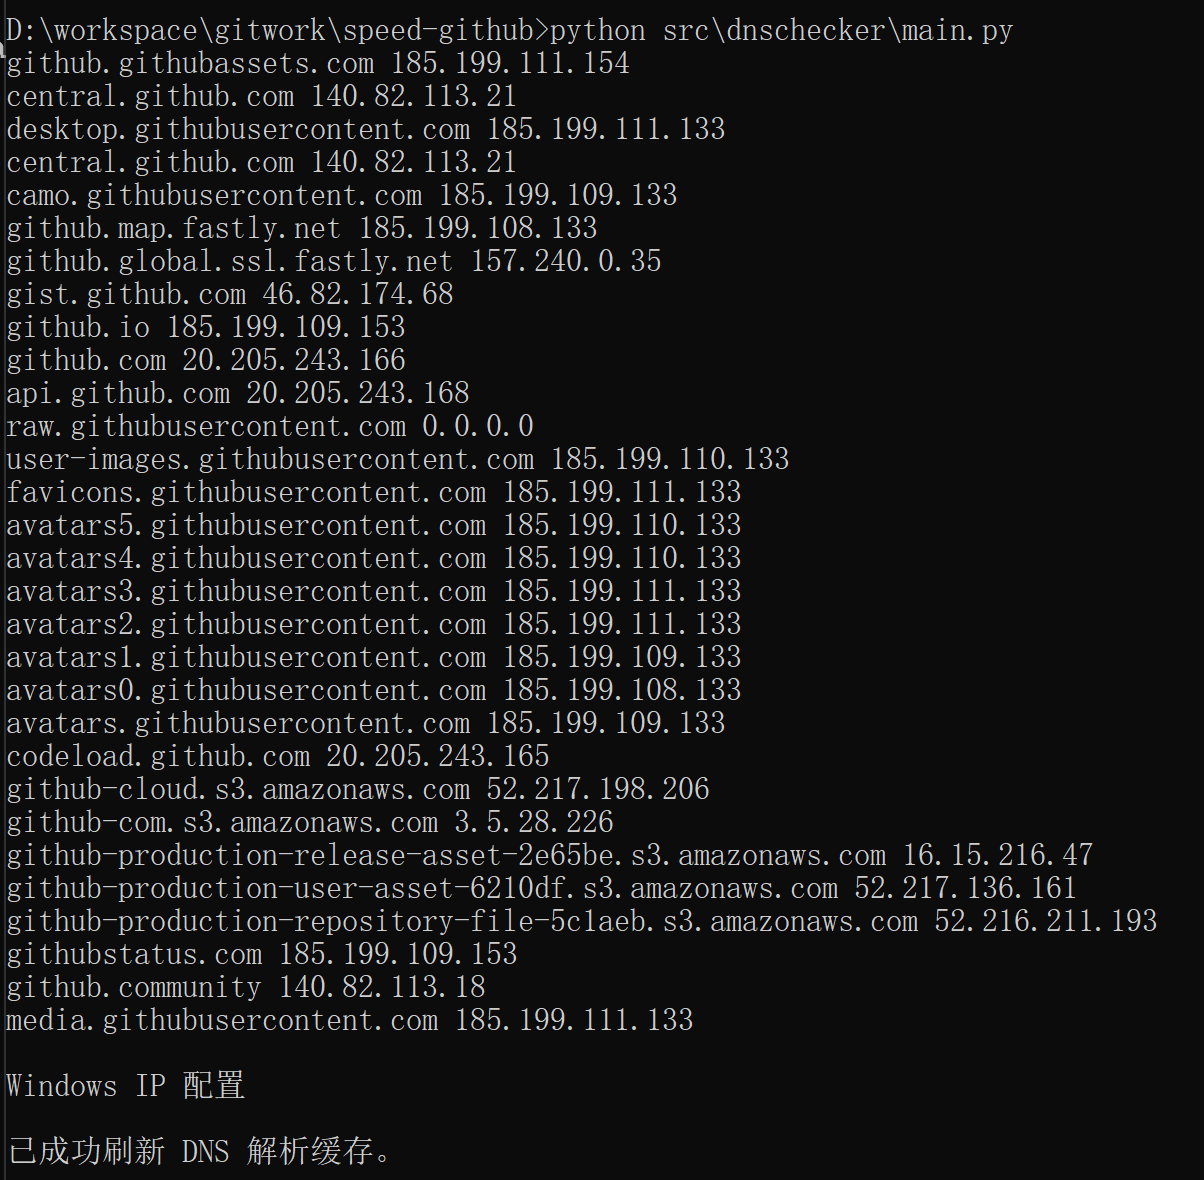 D:\workspace\gitwork\speed-github>python src\dnschecker\main.py
github.githubassets.com 185.199.111.154
central.github.com 140.82.113.21
desktop.githubusercontent.com 185.199.111.133
central.github.com 140.82.113.21
camo.githubusercontent.com 185.199.109.133
github.map.fastly.net 185.199.108.133
github.global.ssl.fastly.net 157.240.0.35
gist.github.com 46.82.174.68
github.io 185.199.109.153
github.com 20.205.243.166
api.github.com 20.205.243.168
raw.githubusercontent.com 0.0.0.0
user-images.githubusercontent.com 185.199.110.133
favicons.githubusercontent.com 185.199.111.133
avatars5.githubusercontent.com 185.199.110.133
avatars4.githubusercontent.com 185.199.110.133
avatars3.githubusercontent.com 185.199.111.133
avatars2.githubusercontent.com 185.199.111.133
avatars1.githubusercontent.com 185.199.109.133
avatars0.githubusercontent.com 185.199.108.133
avatars.githubusercontent.com 185.199.109.133
codeload.github.com 20.205.243.165
github-cloud.s3.amazonaws.com 52.217.198.206
github-com.s3.amazonaws.com 3.5.28.226
github-production-release-asset-2e65be.s3.amazonaws.com 16.15.216.47
github-production-user-asset-6210df.s3.amazonaws.com 52.217.136.161
github-production-repository-file-5c1aeb.s3.amazonaws.com 52.216.211.193
githubstatus.com 185.199.109.153
github.community 140.82.113.18
media.githubusercontent.com 185.199.111.133
Windows IP 配置
已成功刷新 DNS 解析缓存。